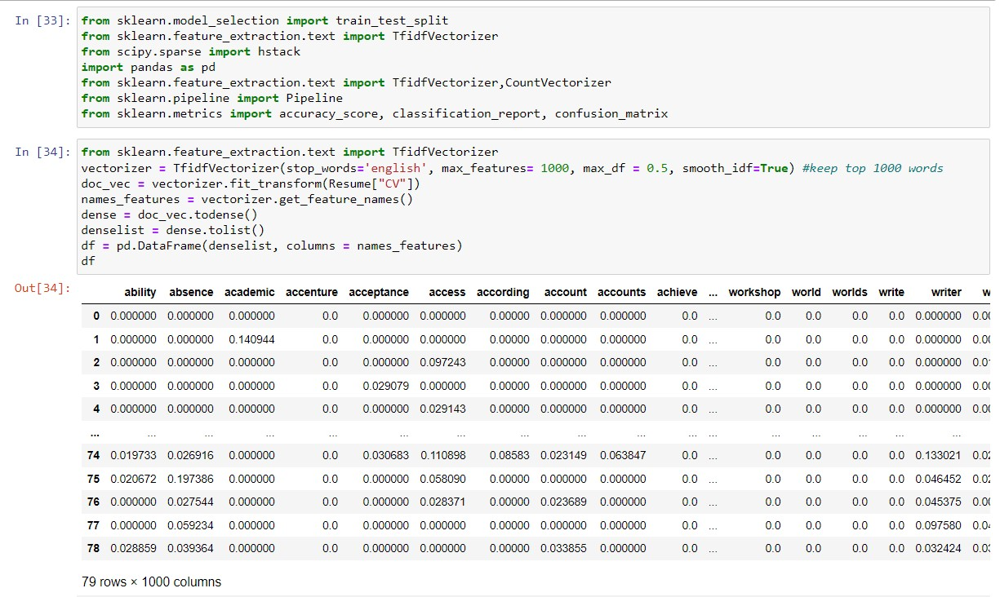 In [33]: from sklearn.model_selection import train_test_split
from sklearn.feature_extraction.text import TfidfVectorizer
from scipy.sparse import hstack
import pandas as pd
from sklearn.feature_extraction.text import TfidfVectorizer,CountVectorizer
from sklearn.pipeline import Pipeline
from sklearn.metrics import accuracy_score, classification_report, confusion_matrix
In [34]: from sklearn.feature_extraction.text import TfidfVectorizer
vectorizer = TfidfVectorizer(stop_words='english', max_features= 1000, max_df = 0.5, smooth_idf=True) #keep top 1000 words
doc_vec = vectorizer.fit_transform(Resume["CV"])
names_features = vectorizer.get_feature_names()
dense = doc_vec.todense()
denselist = dense.tolist()
df = pd.DataFrame(denselist, columns = names_features)
df
Out[34]: ability absence academic accenture acceptance access according account accounts achieve ... workshop world worlds write writer w
0 0.000000 0.000000 0.000000 0.0 0.000000 0.000000 0.00000 0.000000 0.000000 0.0 ... 0.0 0.0 0.0 0.0 0.000000 0.00
1 0.000000 0.000000 0.140944 0.0 0.000000 0.000000 0.00000 0.000000 0.000000 0.0 ... 0.0 0.0 0.0 0.0 0.000000 0.00
2 0.000000 0.000000 0.000000 0.0 0.000000 0.097243 0.00000 0.000000 0.000000 0.0 ... 0.0 0.0 0.0 0.0 0.000000 0.01
3 0.000000 0.000000 0.000000 0.0 0.029079 0.000000 0.00000 0.000000 0.000000 0.0 ... 0.0 0.0 0.0 0.0 0.000000 0.00
4 0.000000 0.000000 0.000000 0.0 0.000000 0.029143 0.00000 0.000000 0.000000 0.0 ... 0.0 0.0 0.0 0.0 0.000000 0.00
... ... ... ... ... ... ... ... ... ... ... ... ... ... ... ... ...
74 0.019733 0.026916 0.000000 0.0 0.030683 0.110898 0.08583 0.023149 0.063847 0.0 ... 0.0 0.0 0.0 0.0 0.133021 0.02
75 0.020672 0.197386 0.000000 0.0 0.000000 0.058090 0.00000 0.000000 0.000000 0.0 ... 0.0 0.0 0.0 0.0 0.046452 0.02
76 0.000000 0.027544 0.000000 0.0 0.000000 0.028371 0.00000 0.023689 0.000000 0.0 ... 0.0 0.0 0.0 0.0 0.045375 0.00
77 0.000000 0.059234 0.000000 0.0 0.000000 0.000000 0.00000 0.000000 0.000000 0.0 ... 0.0 0.0 0.0 0.0 0.097580 0.04
78 0.028859 0.039364 0.000000 0.0 0.000000 0.000000 0.00000 0.033855 0.000000 0.0 ... 0.0 0.0 0.0 0.0 0.032424 0.03
79 rows × 1000 columns